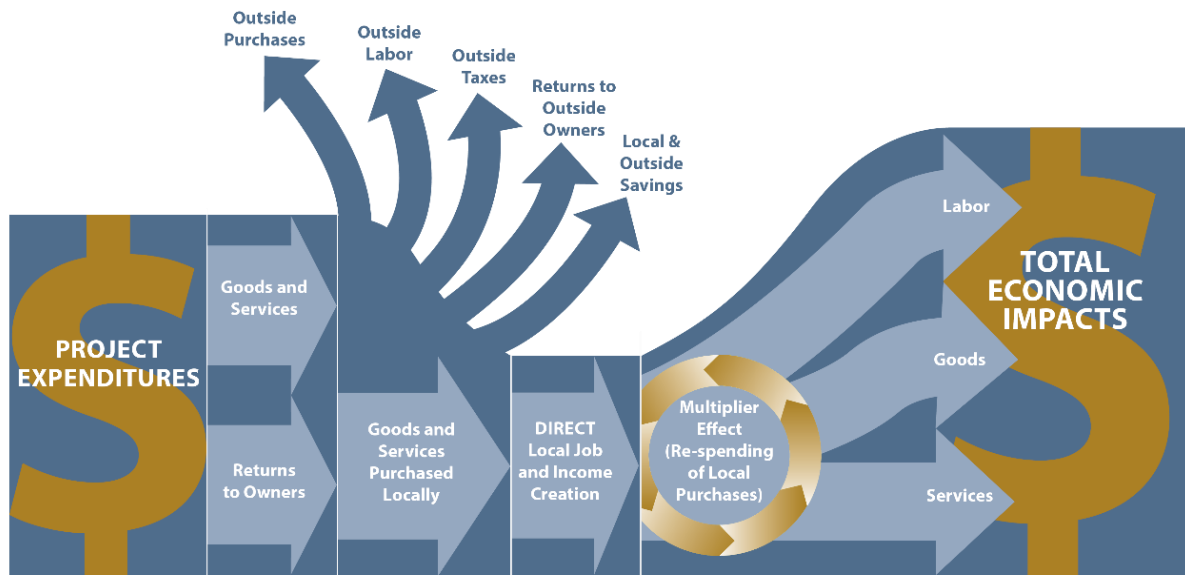 Outside
Purchases
Outside
Labor
Outside
Taxes
Returns to
Outside
Owners
Local &
Outside
Savings
PROJECT
EXPENDITURES
Goods and
Services
Returns
to Owners
Goods and
Services
Purchased
Locally
DIRECT
Local Job
and Income
Creation
Multiplier
Effect
(Re-spending
of Local
Purchases)
Labor
Goods
Services
TOTAL
ECONOMIC
IMPACTS